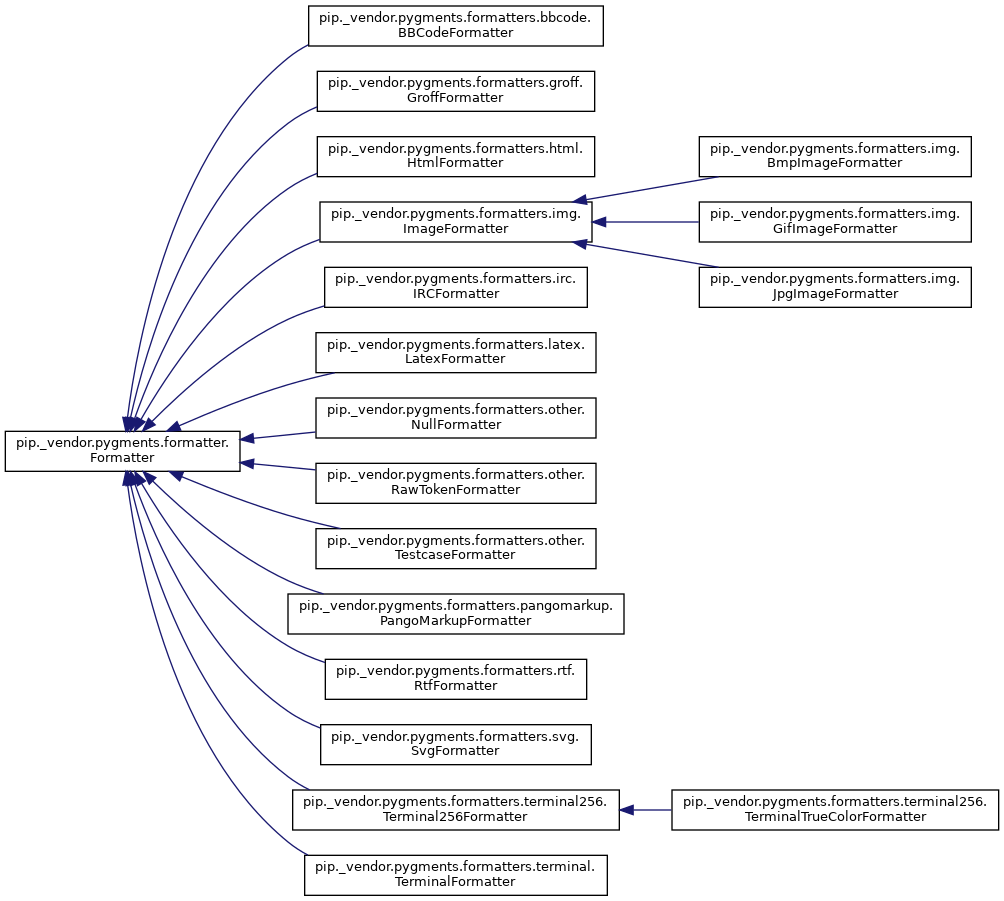 pip._vendor.pygments.formatters.bbcode.
BBCodeFormatter
pip._vendor.pygments.formatters.groff.
GroffFormatter
pip._vendor.pygments.formatters.html.
HtmlFormatter
pip._vendor.pygments.formatters.img.
BmpImageFormatter
pip._vendor.pygments.formatters.img.
ImageFormatter
pip._vendor.pygments.formatters.img.
GifImageFormatter
pip._vendor.pygments.formatters.irc.
IRCFormatter
pip._vendor.pygments.formatters.img.
JpgImageFormatter
pip._vendor.pygments.formatters.latex.
LatexFormatter
pip._vendor.pygments.formatters.other.
NullFormatter
pip._vendor.pygments.formatter.
Formatter
pip._vendor.pygments.formatters.other.
RawTokenFormatter
pip._vendor.pygments.formatters.other.
TestcaseFormatter
pip._vendor.pygments.formatters.pangomarkup.
PangoMarkupFormatter
pip._vendor.pygments.formatters.rtf.
RtfFormatter
pip._vendor.pygments.formatters.svg.
SvgFormatter
pip._vendor.pygments.formatters.terminal256.
Terminal256Formatter
pip._vendor.pygments.formatters.terminal256.
TerminalTrueColorFormatter
pip._vendor.pygments.formatters.terminal.
TerminalFormatter